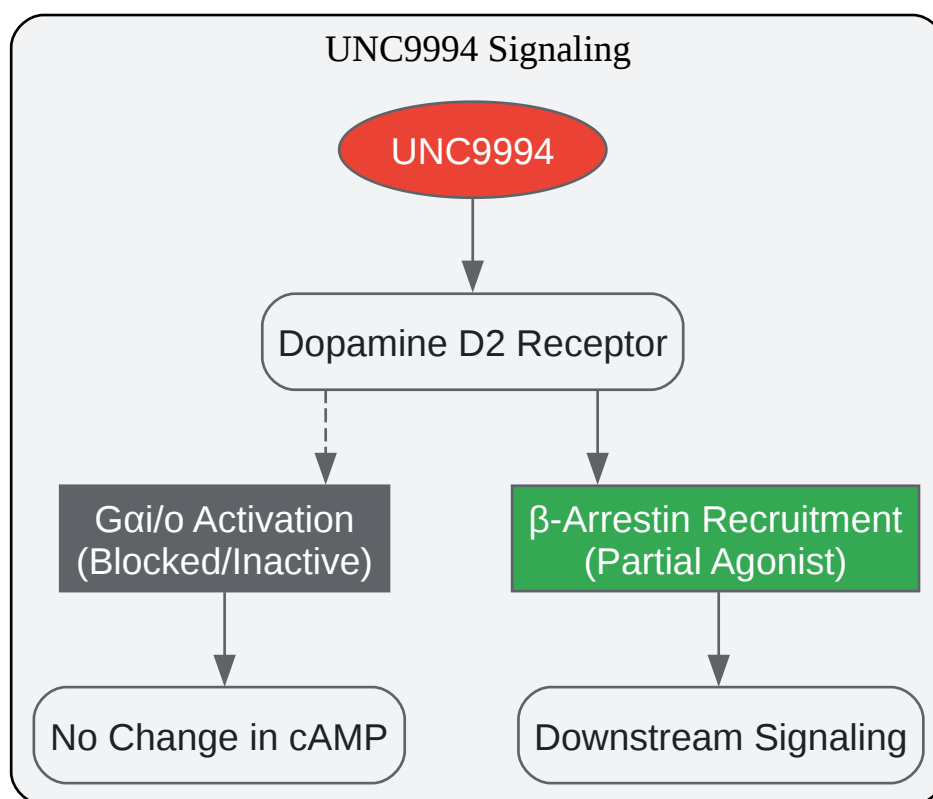 UNC9994 Signaling
UNC9994
Dopamine D2 Receptor
Gαi/o Activation
(Blocked/Inactive)
β-Arrestin Recruitment
(Partial Agonist)
No Change in cAMP
Downstream Signaling